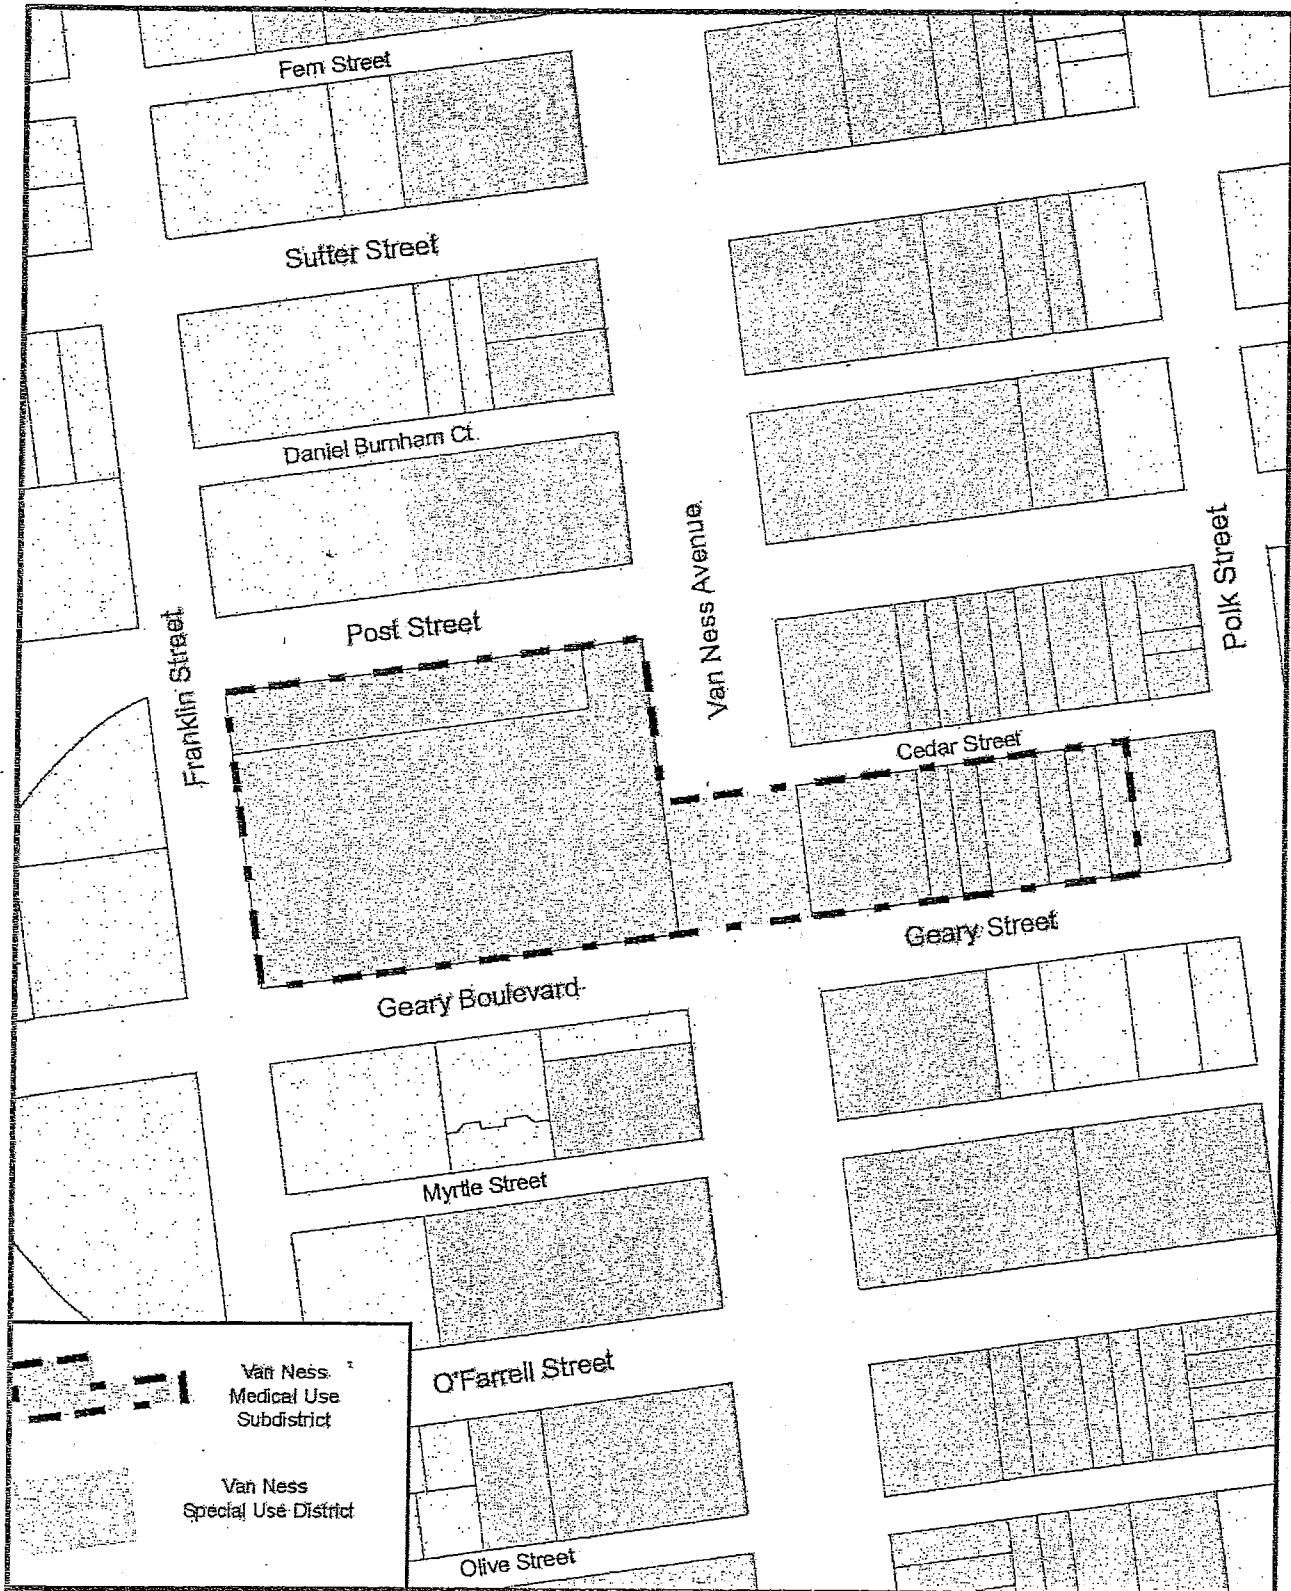 Fern Street
Sutter Street
Daniel Burnham Ct.
Post Street
Franklin Street
Van Ness Avenue
Polk Street
Cedar Street
Geary Street
Geary Boulevard
Myrtle Street
O'Farrell Street
Olive Street
Van Ness
Medical Use
Subdistrict
Van Ness
Special Use District